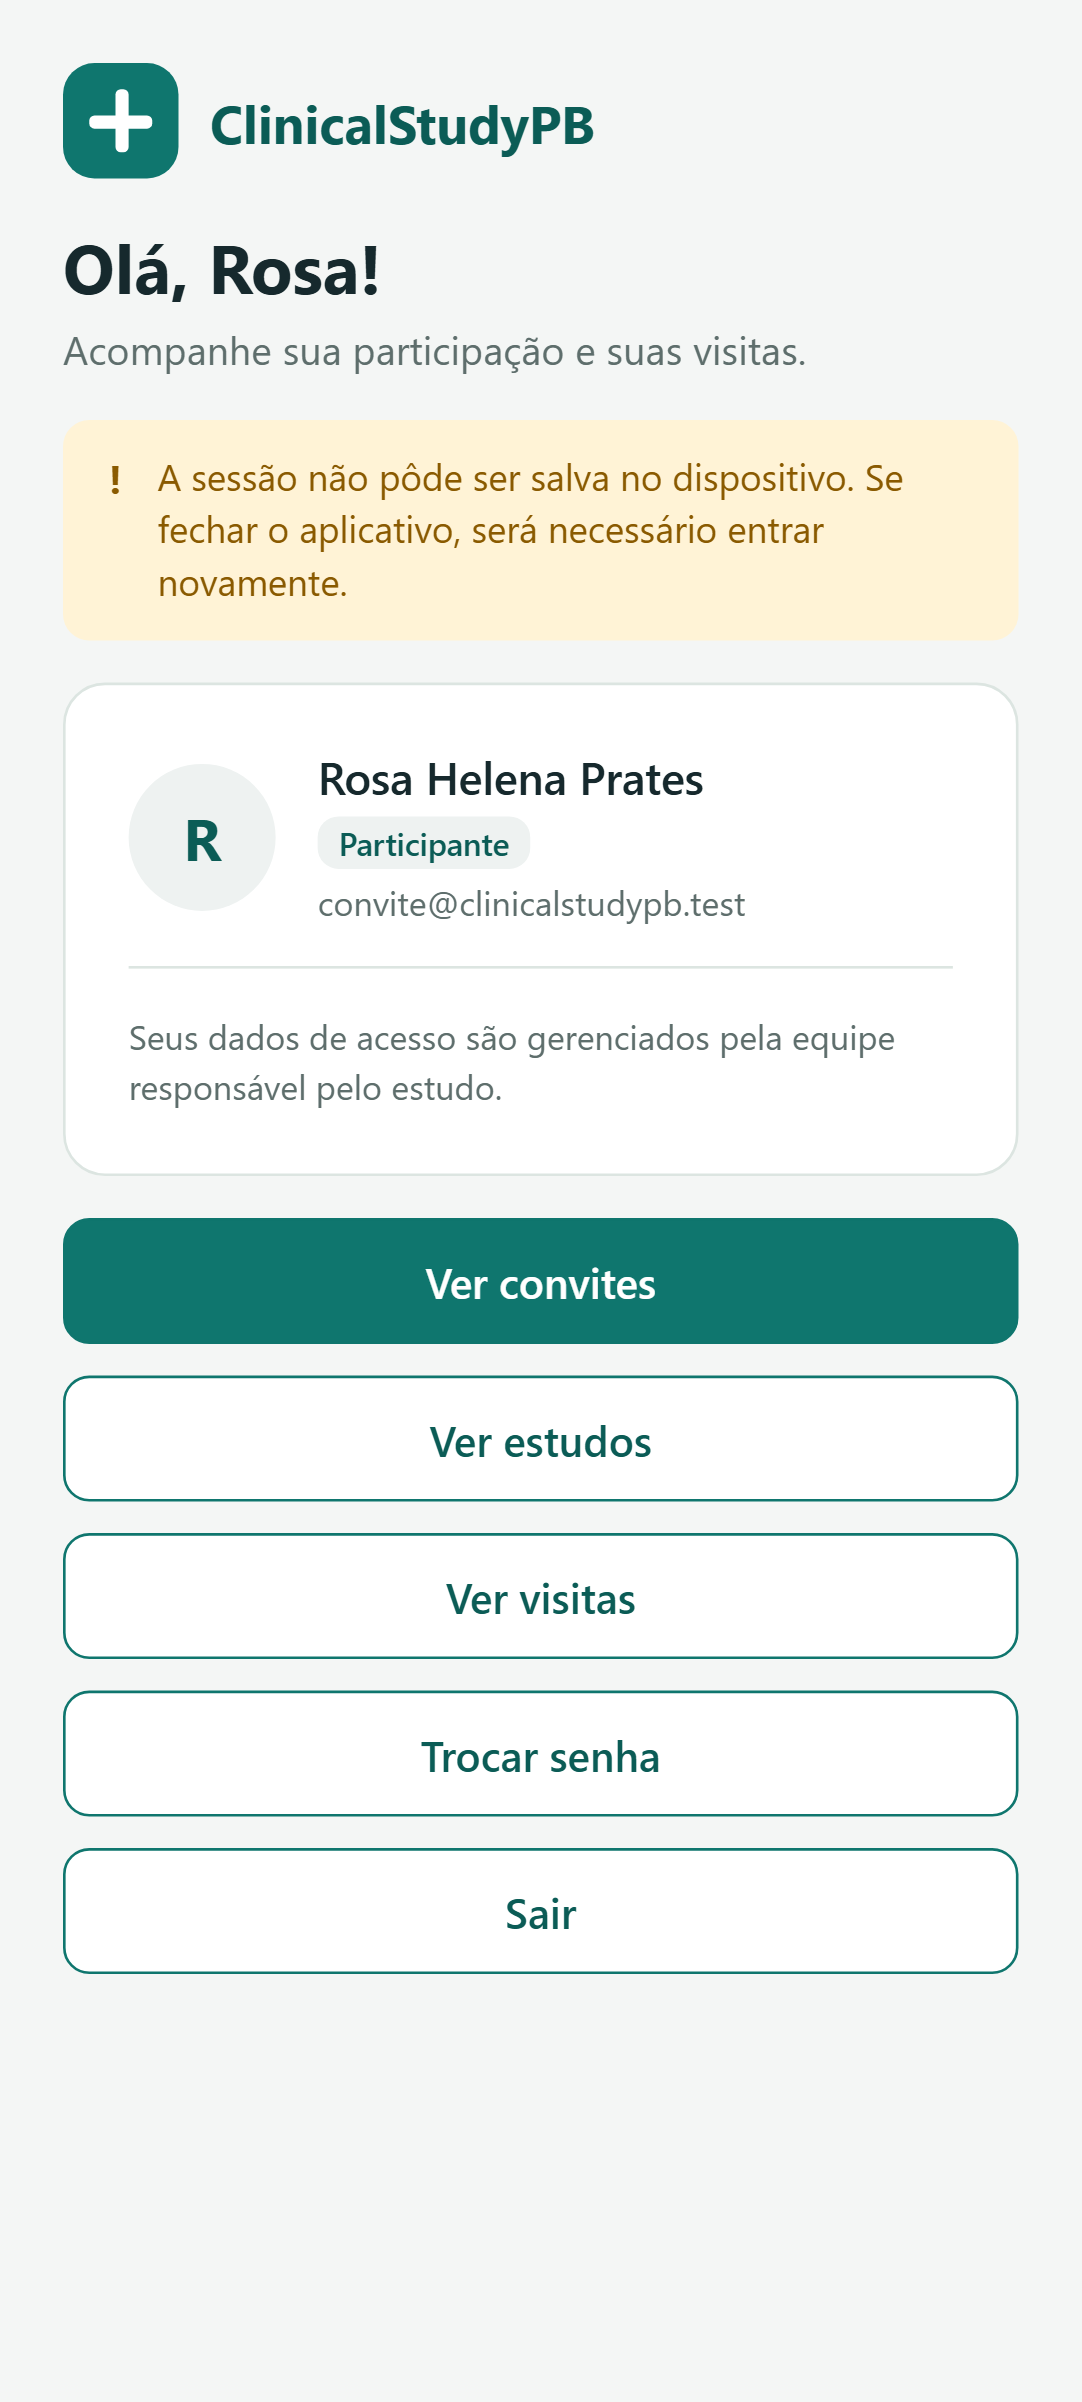 ClinicalStudyPB
Olá, Rosa!
Acompanhe sua participação e suas visitas.
! A sessão não pôde ser salva no dispositivo. Se
fechar o aplicativo, será necessário entrar
novamente.
R
Rosa Helena Prates
Participante
convite@clinicalstudypb.test
Seus dados de acesso são gerenciados pela equipe
responsável pelo estudo.
Ver convites
Ver estudos
Ver visitas
Trocar senha
Sair